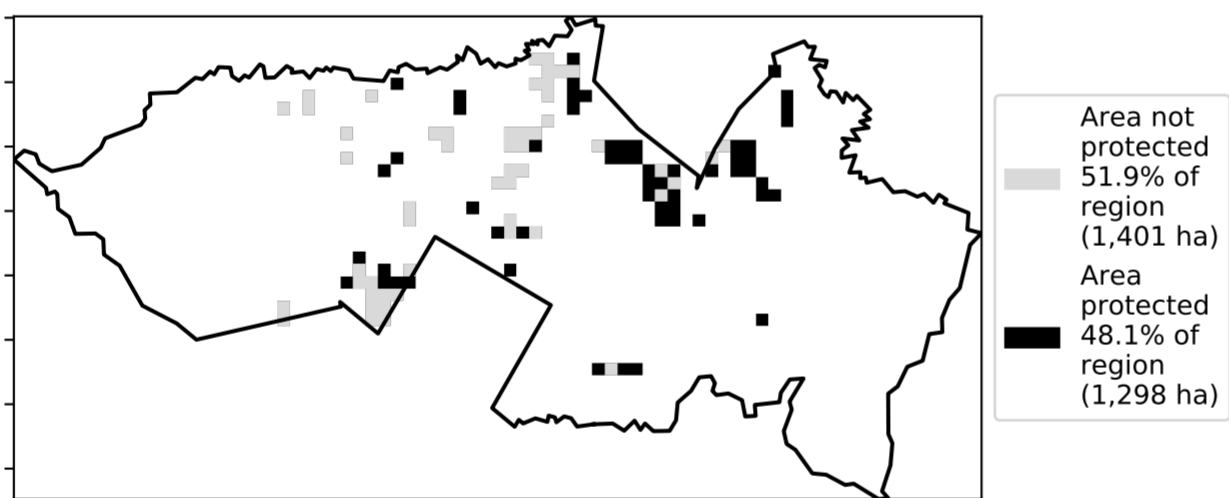 Area not
protected
51.9% of
region
(1,401 ha)
Area
protected
48.1% of
region
(1,298 ha)